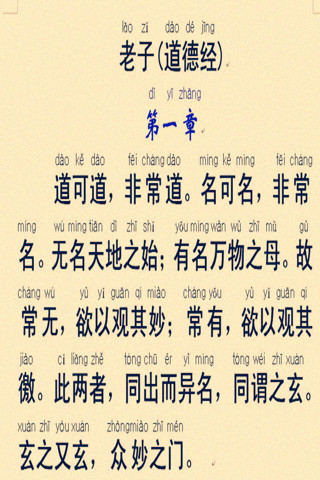 lǎo zǐ dào dé jīng
老子(道德经)
dì yī zhāng
第一章
dào kě dào fēi cháng dào míng kě míng fēi cháng
道可道，非常道。名可名，非常
míng wú míng tiān dì zhī shǐ yǒu míng wàn wù zhī mǔ gù
名。无名天地之始；有名万物之母。故
cháng wú yù yǐ guān qí miào cháng yǒu yù yǐ guān qí
常无，欲以观其妙；常有，欲以观其
jiào cǐ liǎng zhě tóng chū ér yì míng tóng wèi zhī xuán
徼。此两者，同出而异名，同谓之玄。
xuán zhī yòu xuán zhòng miào zhī mén
玄之又玄，众妙之门。